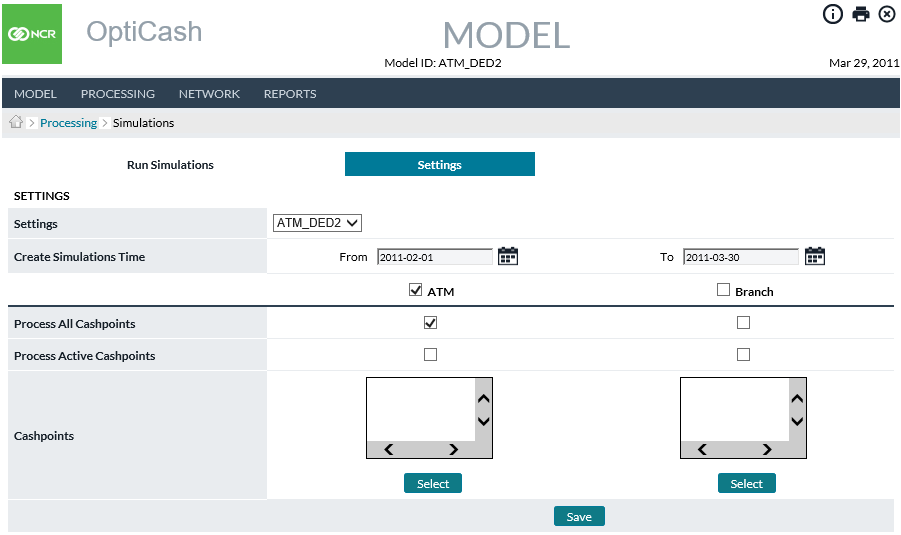 NCR
OptiCash
MODEL
Model ID: ATM_DED2
Mar 29, 2011
MODEL PROCESSING NETWORK REPORTS
Processing > Simulations
Run Simulations
Settings
SETTINGS
Settings
ATM_DED2
Create Simulations Time
From 2011-02-01
To 2011-03-30
ATM
Branch
Process All Cashpoints
Process Active Cashpoints
Cashpoints
Select
Select
Save